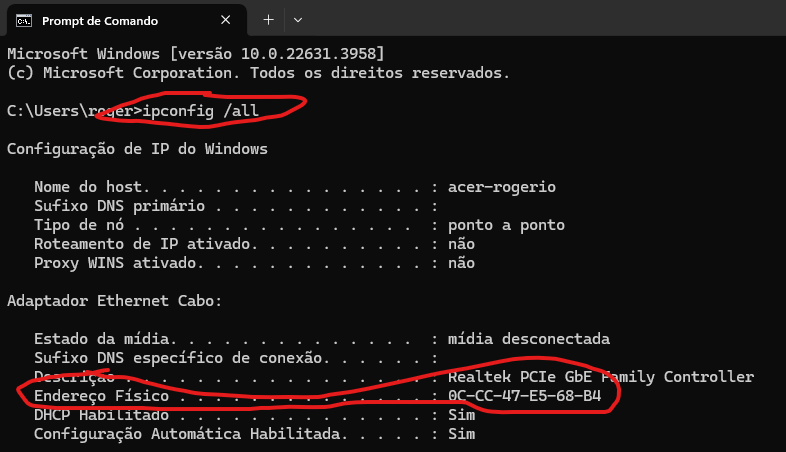 Prompt de Comando
Microsoft Windows [versão 10.0.22631.3958]
(c) Microsoft Corporation. Todos os direitos reservados.
C:\Users\roger>ipconfig /all
Configuração de IP do Windows
Nome do host. . . . . . . . . . . . . . . . : acer-rogerio
Sufixo DNS primário . . . . . . . . . . . . :
Tipo de nó . . . . . . . . . . . . . . . . . : ponto a ponto
Roteamento de IP ativado. . . . . . . . . . : não
Proxy WINS ativado. . . . . . . . . . . . . : não
Adaptador Ethernet Cabo:
Estado da mídia. . . . . . . . . . . . . . : mídia desconectada
Sufixo DNS específico de conexão. . . . . . :
Descrição . . . . . . . . . . . . . . . . . : Realtek PCIe GbE Family Controller
Endereço Físico . . . . . . . . . . . . . . : 0C-CC-47-E5-68-B4
DHCP Habilitado . . . . . . . . . . . . . . : Sim
Configuração Automática Habilitada. . . . . : Sim